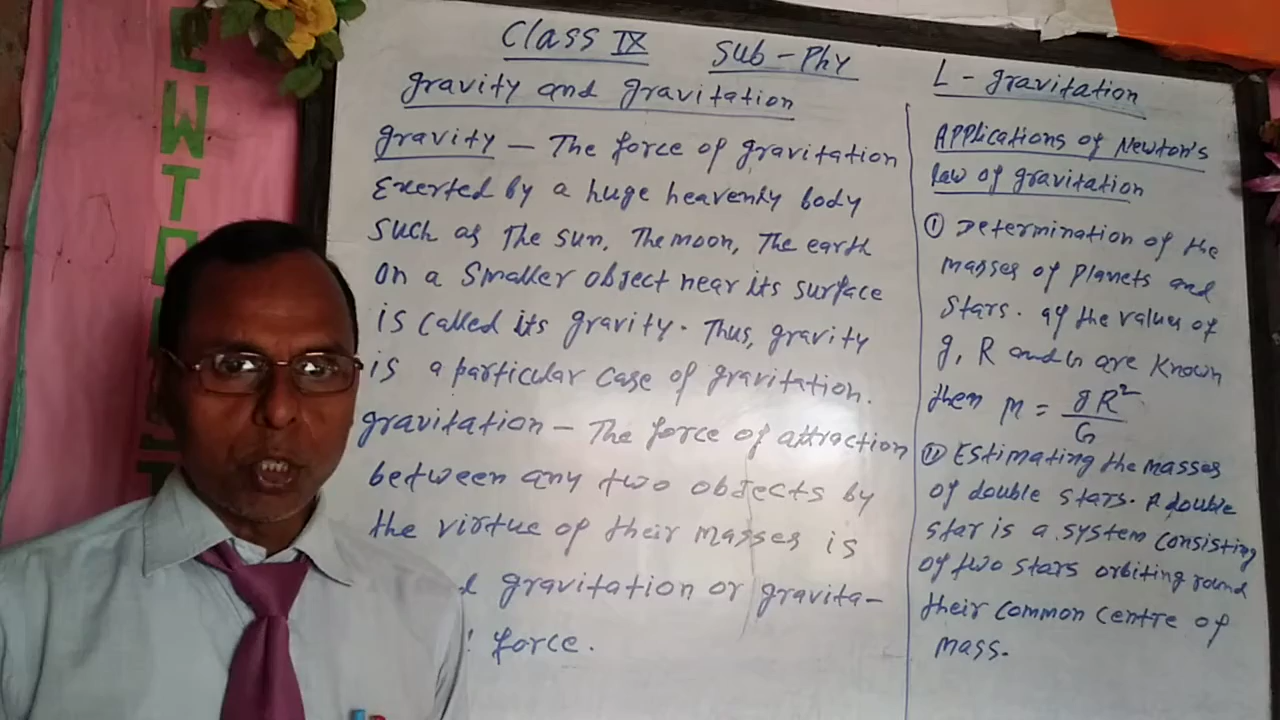 Class IX Sub - Phy
L - gravitation
gravity and gravitation
gravity — The force of gravitation
Exerted by a huge heavenly body
such as The sun, The moon, The earth
on a smaller object near its surface
is called its gravity. Thus, gravity
is a particular case of gravitation.
gravitation — The force of attraction
between any two objects by
the virtue of their masses is
d gravitation or gravita-
force.
Applications of Newton's
law of gravitation
① Determination of the
masses of planets and
stars. If the values of
g, R and G are known
then M = gR²/G
② Estimating the masses
of double stars. A double
star is a system consisting
of two stars orbiting round
their common centre of
mass.